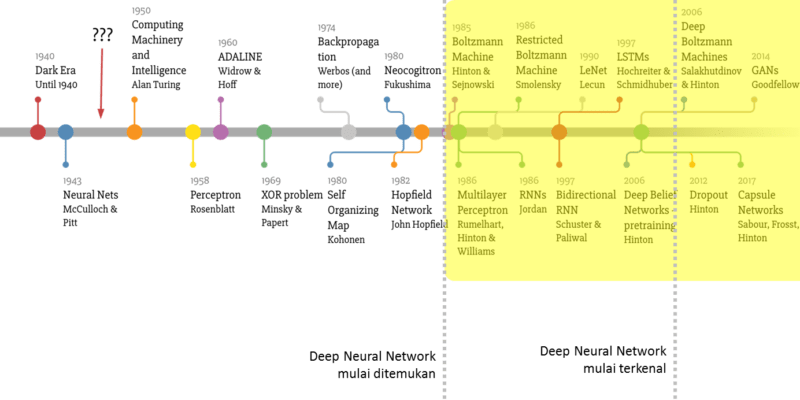 ???
1940
Dark Era
Until 1940
1950
Computing
Machinery
and
Intelligence
Alan Turing
1960
ADALINE
Widrow &
Hoff
1974
Backpropaga
tion
Werbos (and
more)
1980
Neocogitron
Fukushima
1985
Boltzmann
Machine
Hinton &
Sejnowski
1986
Restricted
Boltzmann
Machine
Smolensky
1990
LeNet
Lecun
1997
LSTMs
Hochreiter &
Schmidhuber
2006
Deep
Boltzmann
Machines
Salakhutdinov
& Hinton
2014
GANs
Goodfellow
1943
Neural Nets
McCulloch &
Pitt
1958
Perceptron
Rosenblatt
1969
XOR problem
Minsky &
Papert
1980
Self
Organizing
Map
Kohonen
1982
Hopfield
Network
John Hopfield
1986
Multilayer
Perceptron
Rumelhart,
Hinton &
Williams
1986
RNNs
Jordan
1997
Bidirectional
RNN
Schuster &
Paliwal
2006
Deep Belief
Networks -
pretraining
Hinton
2012
Dropout
Hinton
2017
Capsule
Networks
Sabour, Frosst,
Hinton
Deep Neural Network
mulai ditemukan
Deep Neural Network
mulai terkenal